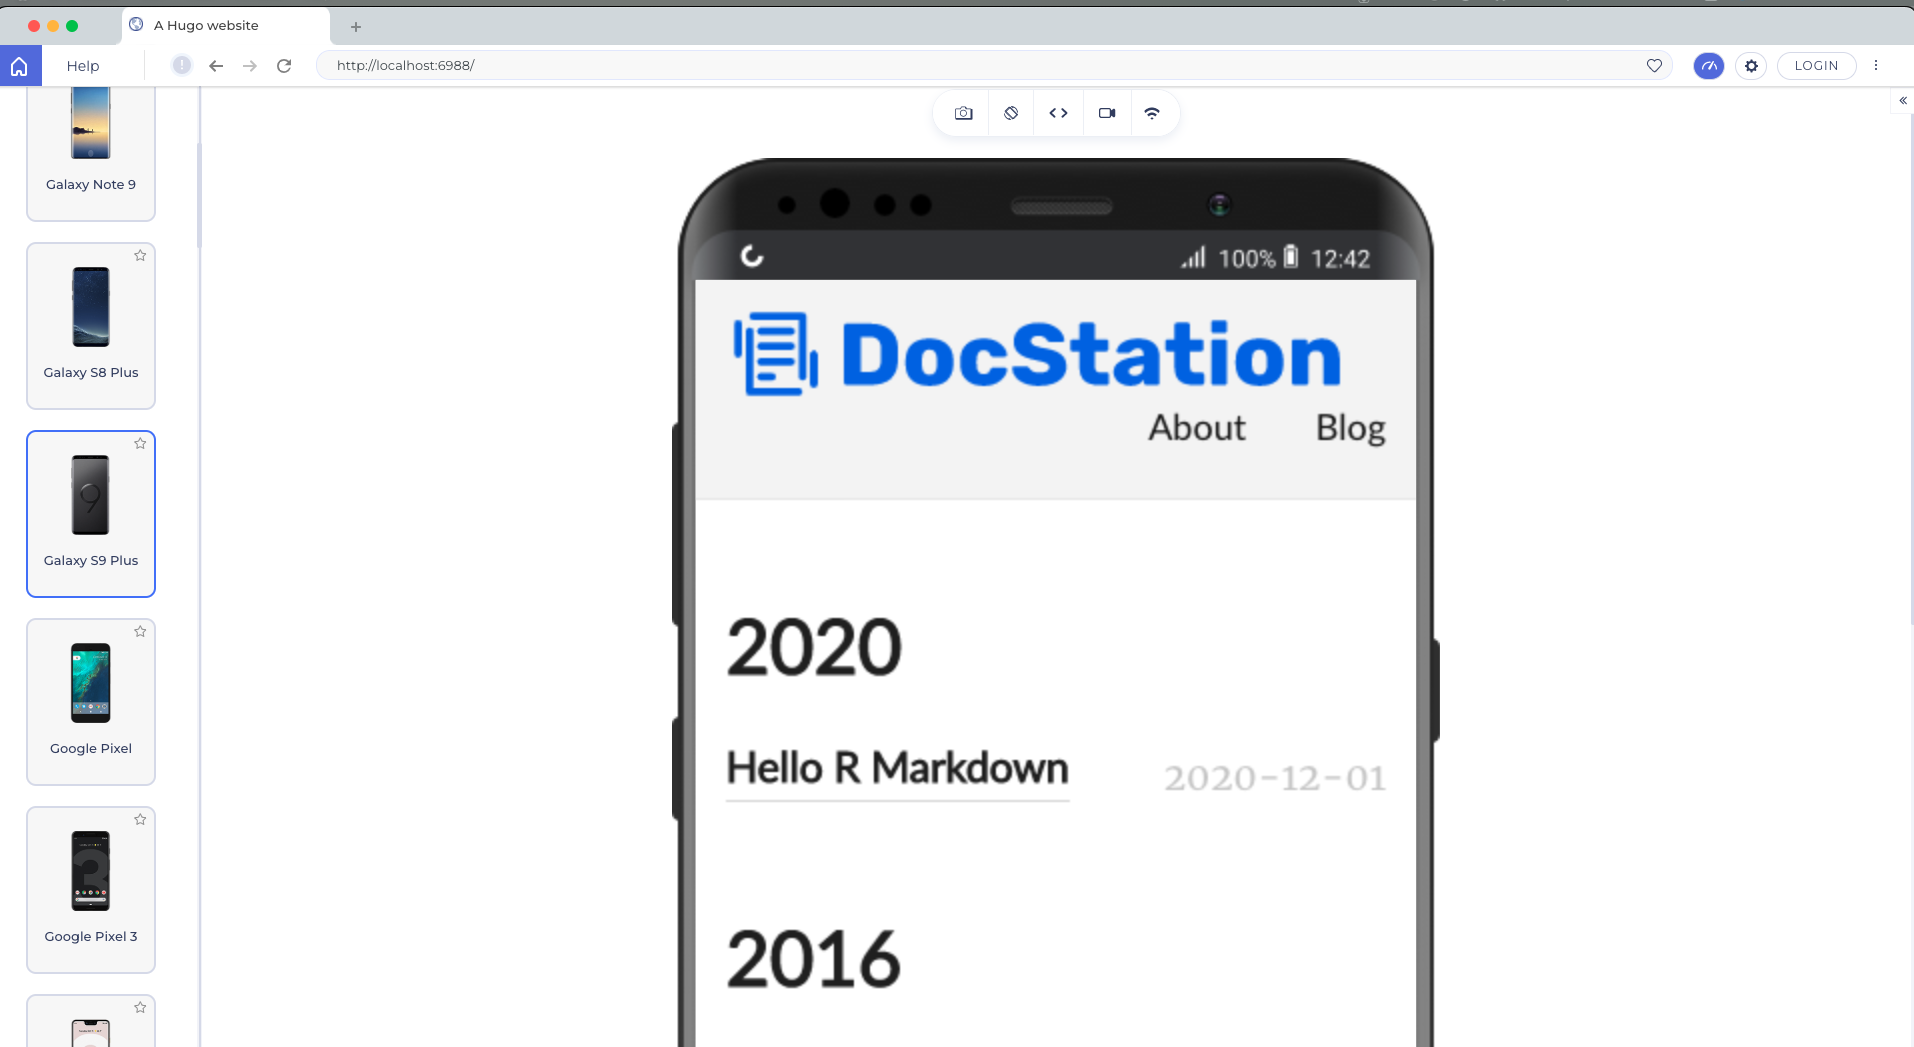 A Hugo website
Help
http://localhost:6988/
LOGIN
Galaxy Note 9
Galaxy S8 Plus
Galaxy S9 Plus
Google Pixel
Google Pixel 3
100% 12:42
DocStation
About Blog
2020
Hello R Markdown 2020-12-01
2016